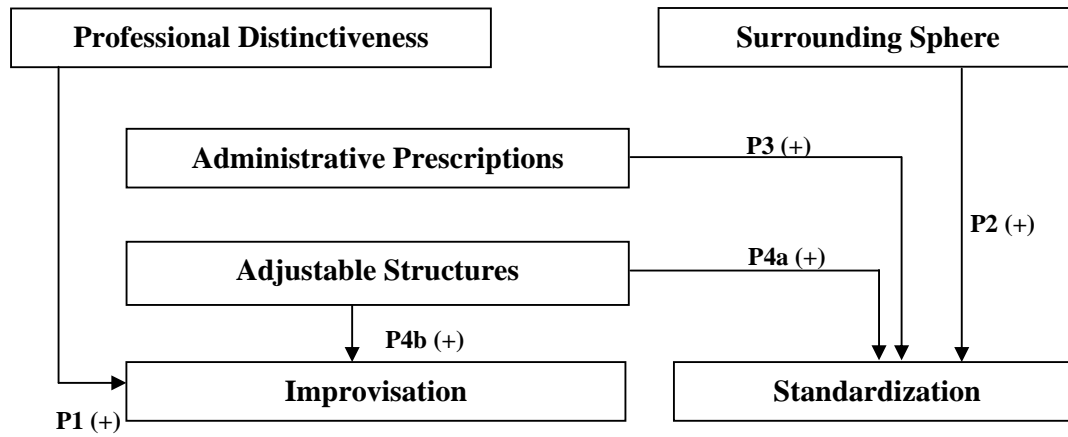 Professional Distinctiveness
Surrounding Sphere
Administrative Prescriptions
P3 (+)
P2 (+)
Adjustable Structures
P4a (+)
P4b (+)
Improvisation
Standardization
P1 (+)